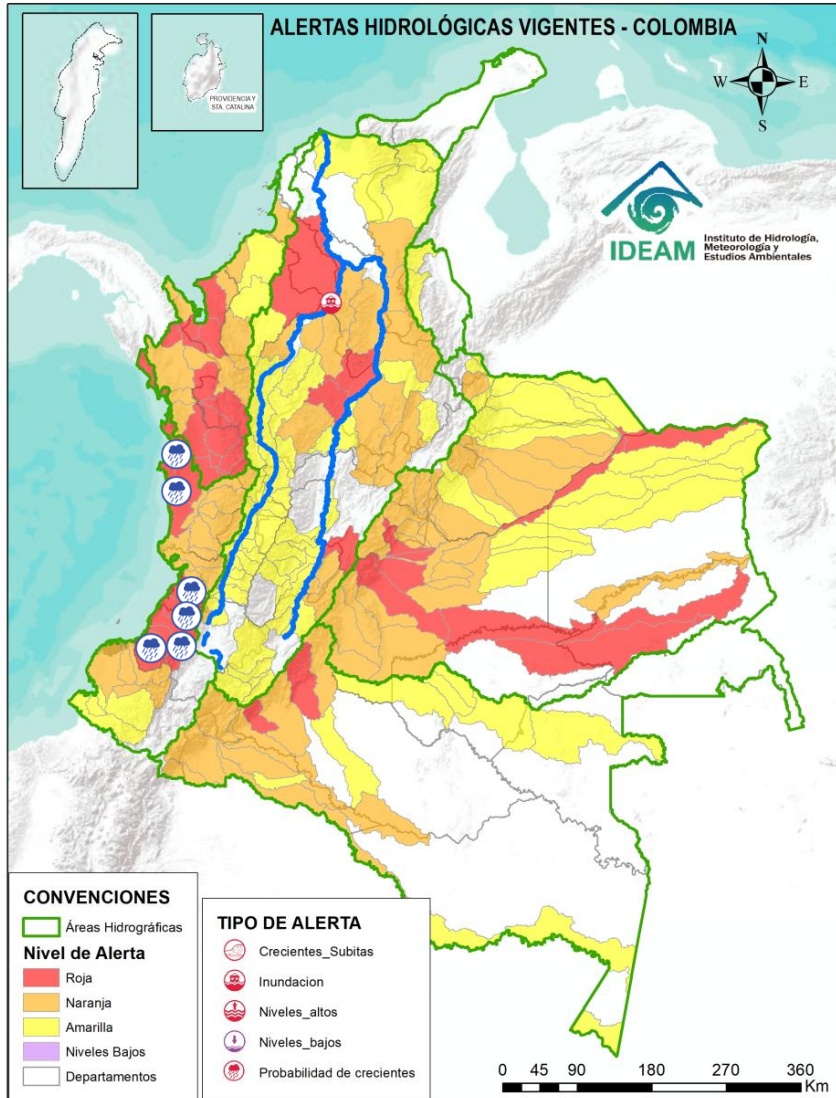 ALERTAS HIDROLÓGICAS VIGENTES - COLOMBIA
PROVIDENCIA Y
STA. CATALINA
N
W
E
S
IDEAM
Instituto de Hidrología,
Meteorología y
Estudios Ambientales
CONVENCIONES
Áreas Hidrográficas
Nivel de Alerta
Roja
Naranja
Amarilla
Niveles Bajos
Departamentos
TIPO DE ALERTA
Crecientes_Subitas
Inundacion
Niveles_altos
Niveles_bajos
Probabilidad de crecientes
0 45 90 180 270 360
Km